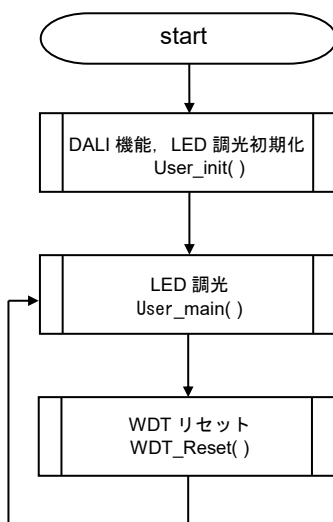 start
DALI 機能，LED 調光初期化
User_init( )
LED 調光
User_main( )
WDT リセット
WDT_Reset( )